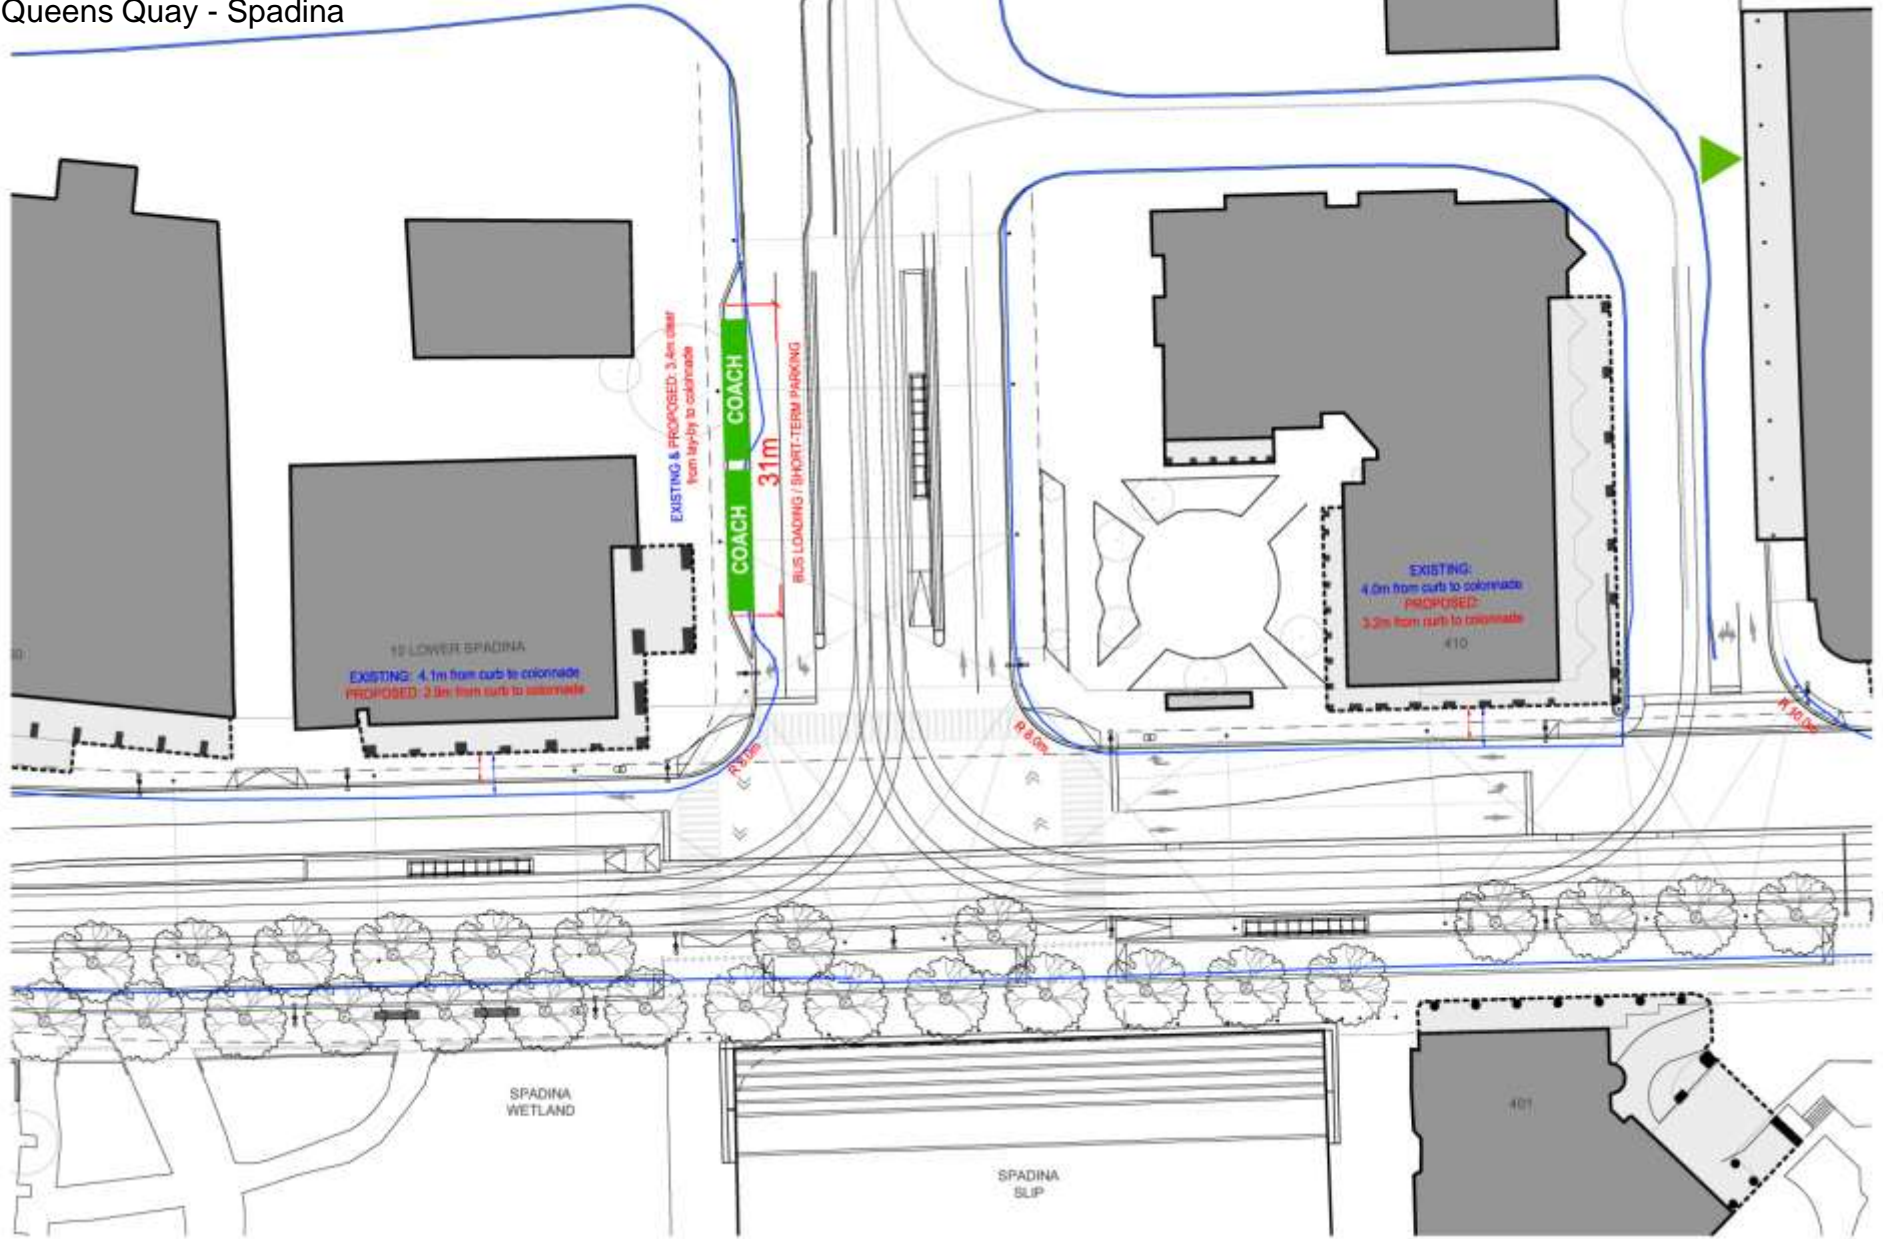 Queens Quay - Spadina
EXISTING & PROPOSED: 3.4m clear
from lay-by to colonnade
COACH
COACH
31m
BUS LOADING / SHORT-TERM PARKING
10 LOWER SPADINA
EXISTING: 4.1m from curb to colonnade
PROPOSED: 2.9m from curb to colonnade
EXISTING:
4.0m from curb to colonnade
PROPOSED:
3.2m from curb to colonnade
410
R 8.0m
R 10.0m
SPADINA
WETLAND
SPADINA
SLIP
401